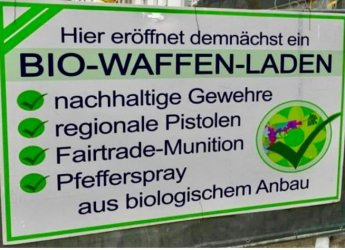 Hier eröffnet demnächst ein
BIO-WAFFEN-LADEN
nachhaltige Gewehre
regionale Pistolen
Fairtrade-Munition
Pfefferspray
aus biologischem Anbau